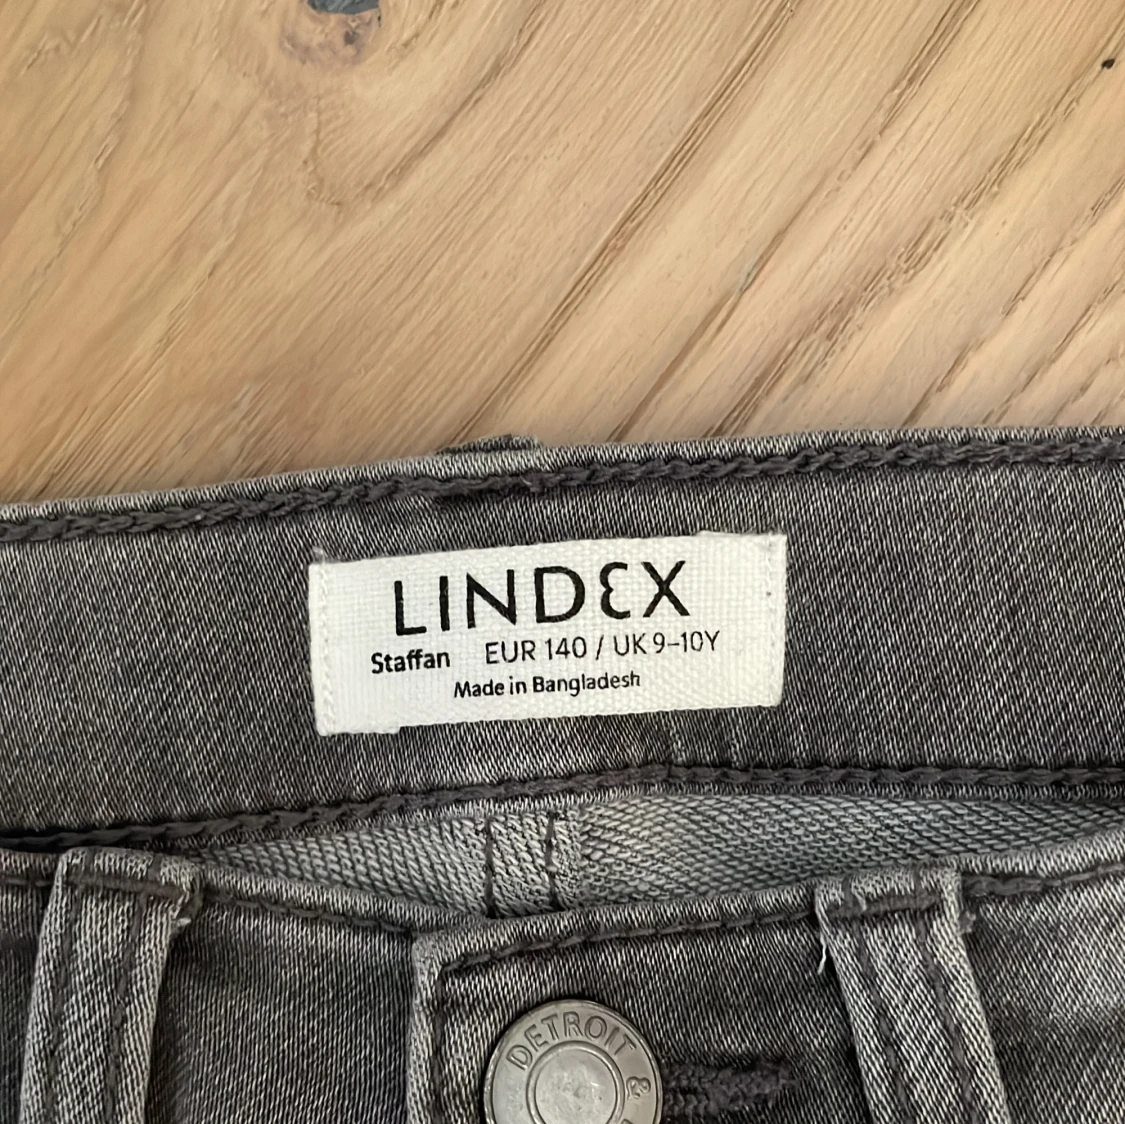 LINDEX
Staffan EUR 140 / UK 9-10Y
Made in Bangladesh
DETROIT &